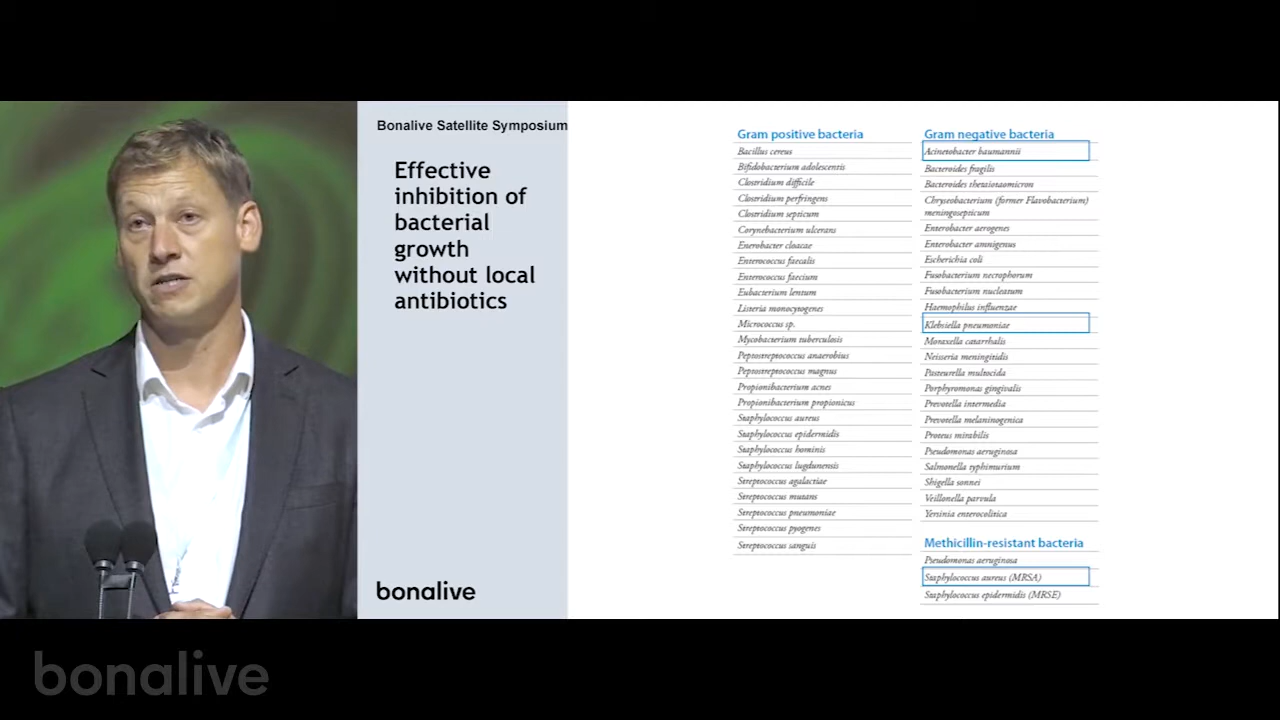 Bonalive Satellite Symposium
Effective
inhibition of
bacterial
growth
without local
antibiotics
bonalive
Gram positive bacteria
Bacillus cereus
Bifidobacterium adolescentis
Clostridium difficile
Clostridium perfringens
Clostridium septicum
Corynebacterium ulcerans
Enerobacter cloacae
Enterococcus faecalis
Enterococcus faecium
Eubacterium lentum
Listeria monocytogenes
Micrococcus sp.
Mycobacterium tuberculosis
Peptostreptococcus anaerobius
Peptostreptococcus magnus
Propionibacterium acnes
Propionibacterium propionicus
Staphylococcus aureus
Staphylococcus epidermidis
Staphylococcus hominis
Staphylococcus lugdunensis
Streptococcus agalactiae
Streptococcus mutans
Streptococcus pneumoniae
Streptococcus pyogenes
Streptococcus sanguis
Gram negative bacteria
Acinetobacter baumannii
Bacteroides fragilis
Bacteroides thetaiotaomicron
Chryseobacterium (former Flavobacterium)
meningosepticum
Enterobacter aerogenes
Enterobacter amnigenus
Escherichia coli
Fusobacterium necrophorum
Fusobacterium nucleatum
Haemophilus influenzae
Klebsiella pneumoniae
Moraxella catarrhalis
Neisseria meningitidis
Pasteurella multocida
Porphyromonas gingivalis
Prevotella intermedia
Prevotella melaninogenica
Proteus mirabilis
Pseudomonas aeruginosa
Salmonella typhimurium
Shigella sonnei
Veillonella parvula
Yersinia enterocolitica
Methicillin-resistant bacteria
Pseudomonas aeruginosa
Staphylococcus aureus (MRSA)
Staphylococcus epidermidis (MRSE)
bonalive